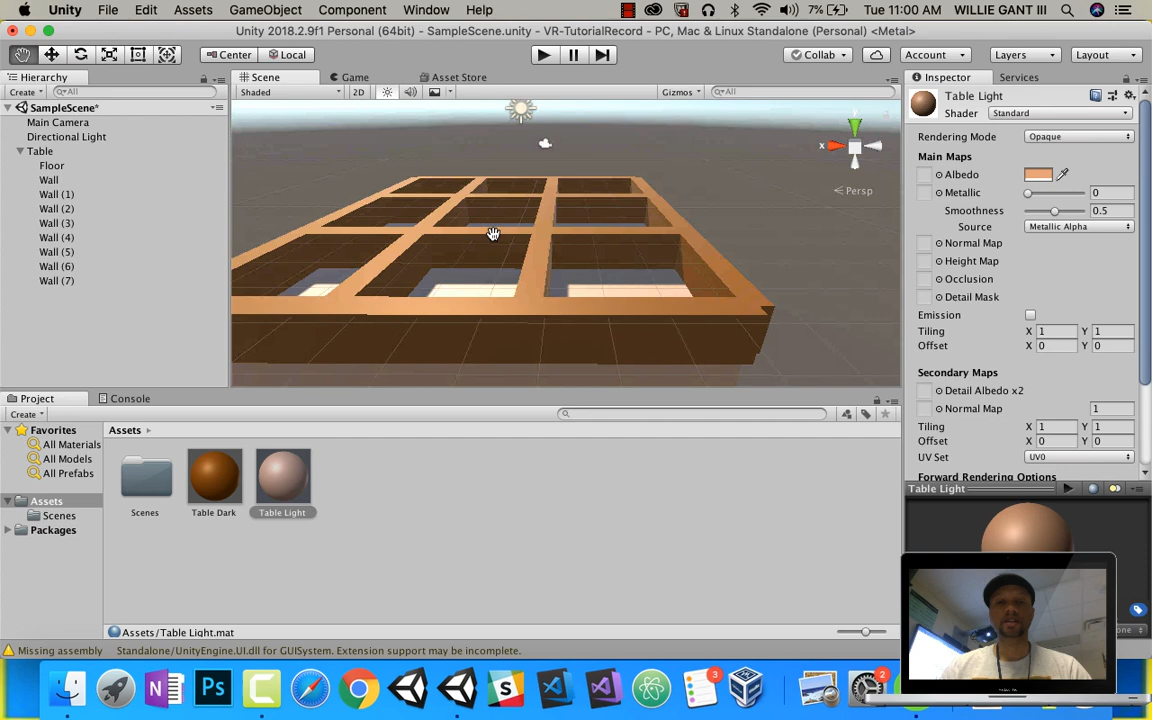 Unity File Edit Assets GameObject Component Window Help 7% Tue 11:00 AM WILLIE GANT III
Unity 2018.2.9f1 Personal (64bit) - SampleScene.unity - VR-TutorialRecord - PC, Mac & Linux Standalone (Personal) <Metal>
Center Local Collab Account Layers Layout
Hierarchy Scene Game Asset Store Inspector Services
Create All Shaded 2D Gizmos All Table Light
Shader Standard
SampleScene*
Main Camera
Directional Light
Table
Floor
Wall
Wall (1)
Wall (2)
Wall (3)
Wall (4)
Wall (5)
Wall (6)
Wall (7)
x
Persp
Rendering Mode Opaque
Main Maps
Albedo
Metallic 0
Smoothness 0.5
Source Metallic Alpha
Normal Map
Height Map
Occlusion
Detail Mask
Emission
Tiling X 1 Y 1
Offset X 0 Y 0
Secondary Maps
Detail Albedo x2
Normal Map 1
Tiling X 1 Y 1
Offset X 0 Y 0
UV Set UV0
Forward Rendering Options
Table Light
Project Console
Create
Favorites
All Materials
All Models
All Prefabs
Assets
Scenes
Packages
Assets
Scenes Table Dark Table Light
Assets/Table Light.mat
Missing assembly Standalone/UnityEngine.UI.dll for GUISystem. Extension support may be incomplete.
N Ps C S 3 2